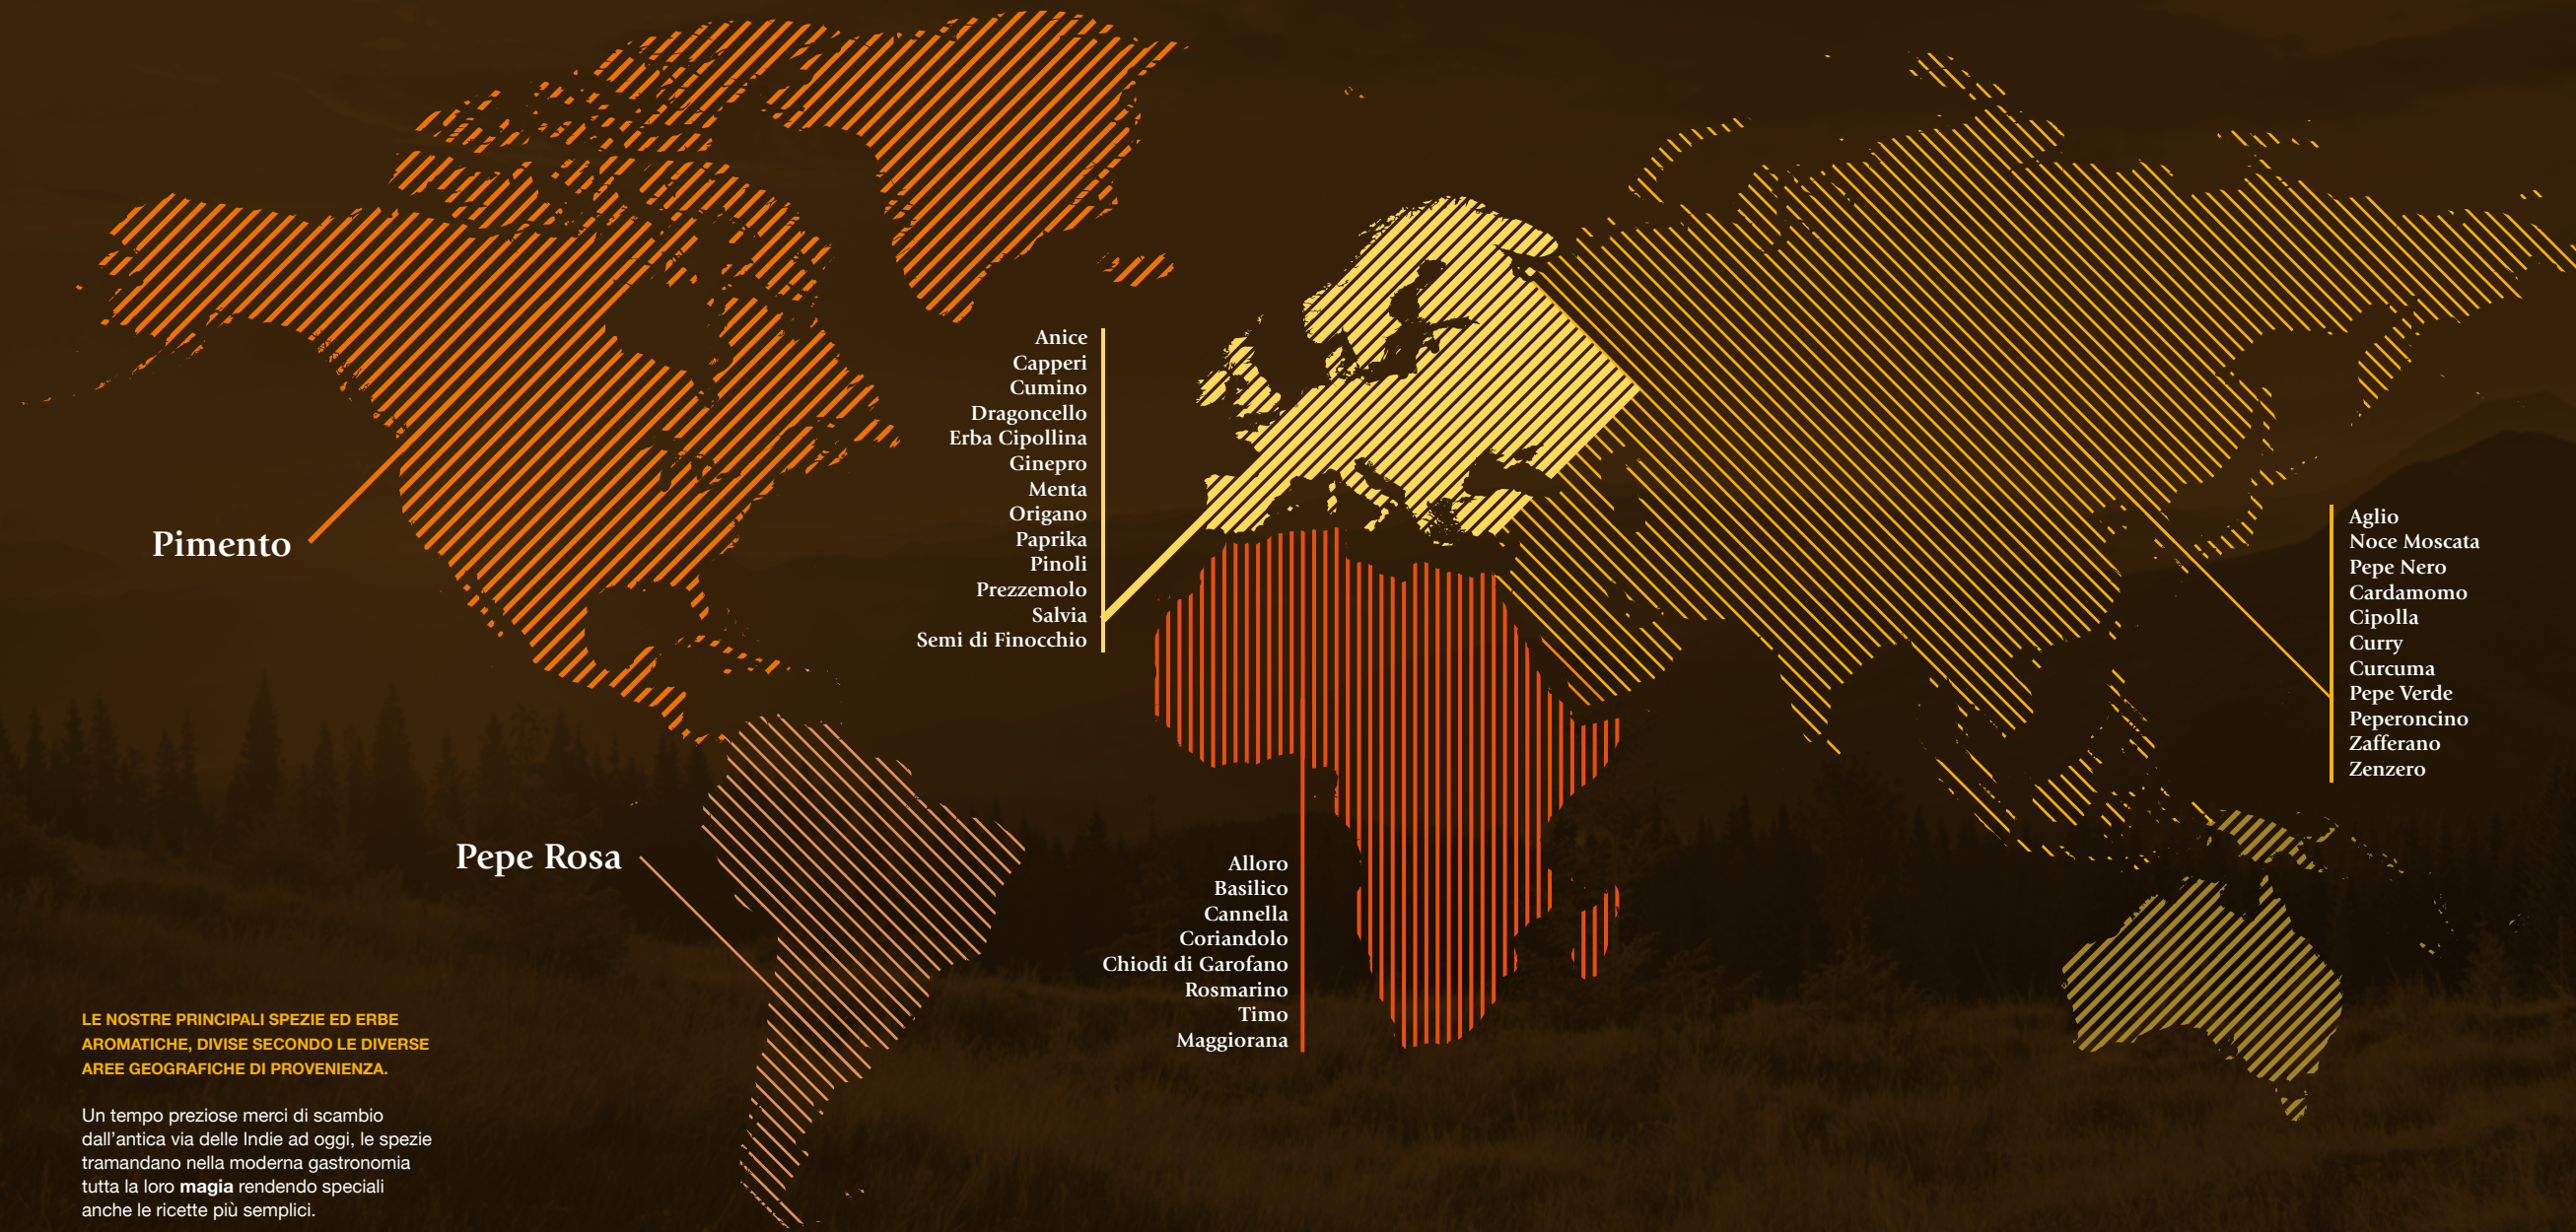 Anice
Capperi
Cumino
Dragoncello
Erba Cipollina
Ginepro
Menta
Origano
Paprika
Pinoli
Prezzemolo
Salvia
Semi di Finocchio
Pimento
Aglio
Noce Moscata
Pepe Nero
Cardamomo
Cipolla
Curry
Curcuma
Pepe Verde
Peperoncino
Zafferano
Zenzero
Pepe Rosa
Alloro
Basilico
Cannella
Coriandolo
Chiodi di Garofano
Rosmarino
Timo
Maggiorana
LE NOSTRE PRINCIPALI SPEZIE ED ERBE
AROMATICHE, DIVISE SECONDO LE DIVERSE
AREE GEOGRAFICHE DI PROVENIENZA.
Un tempo preziose merci di scambio
dall'antica via delle Indie ad oggi, le spezie
tramandano nella moderna gastronomia
tutta la loro magia rendendo speciali
anche le ricette più semplici.